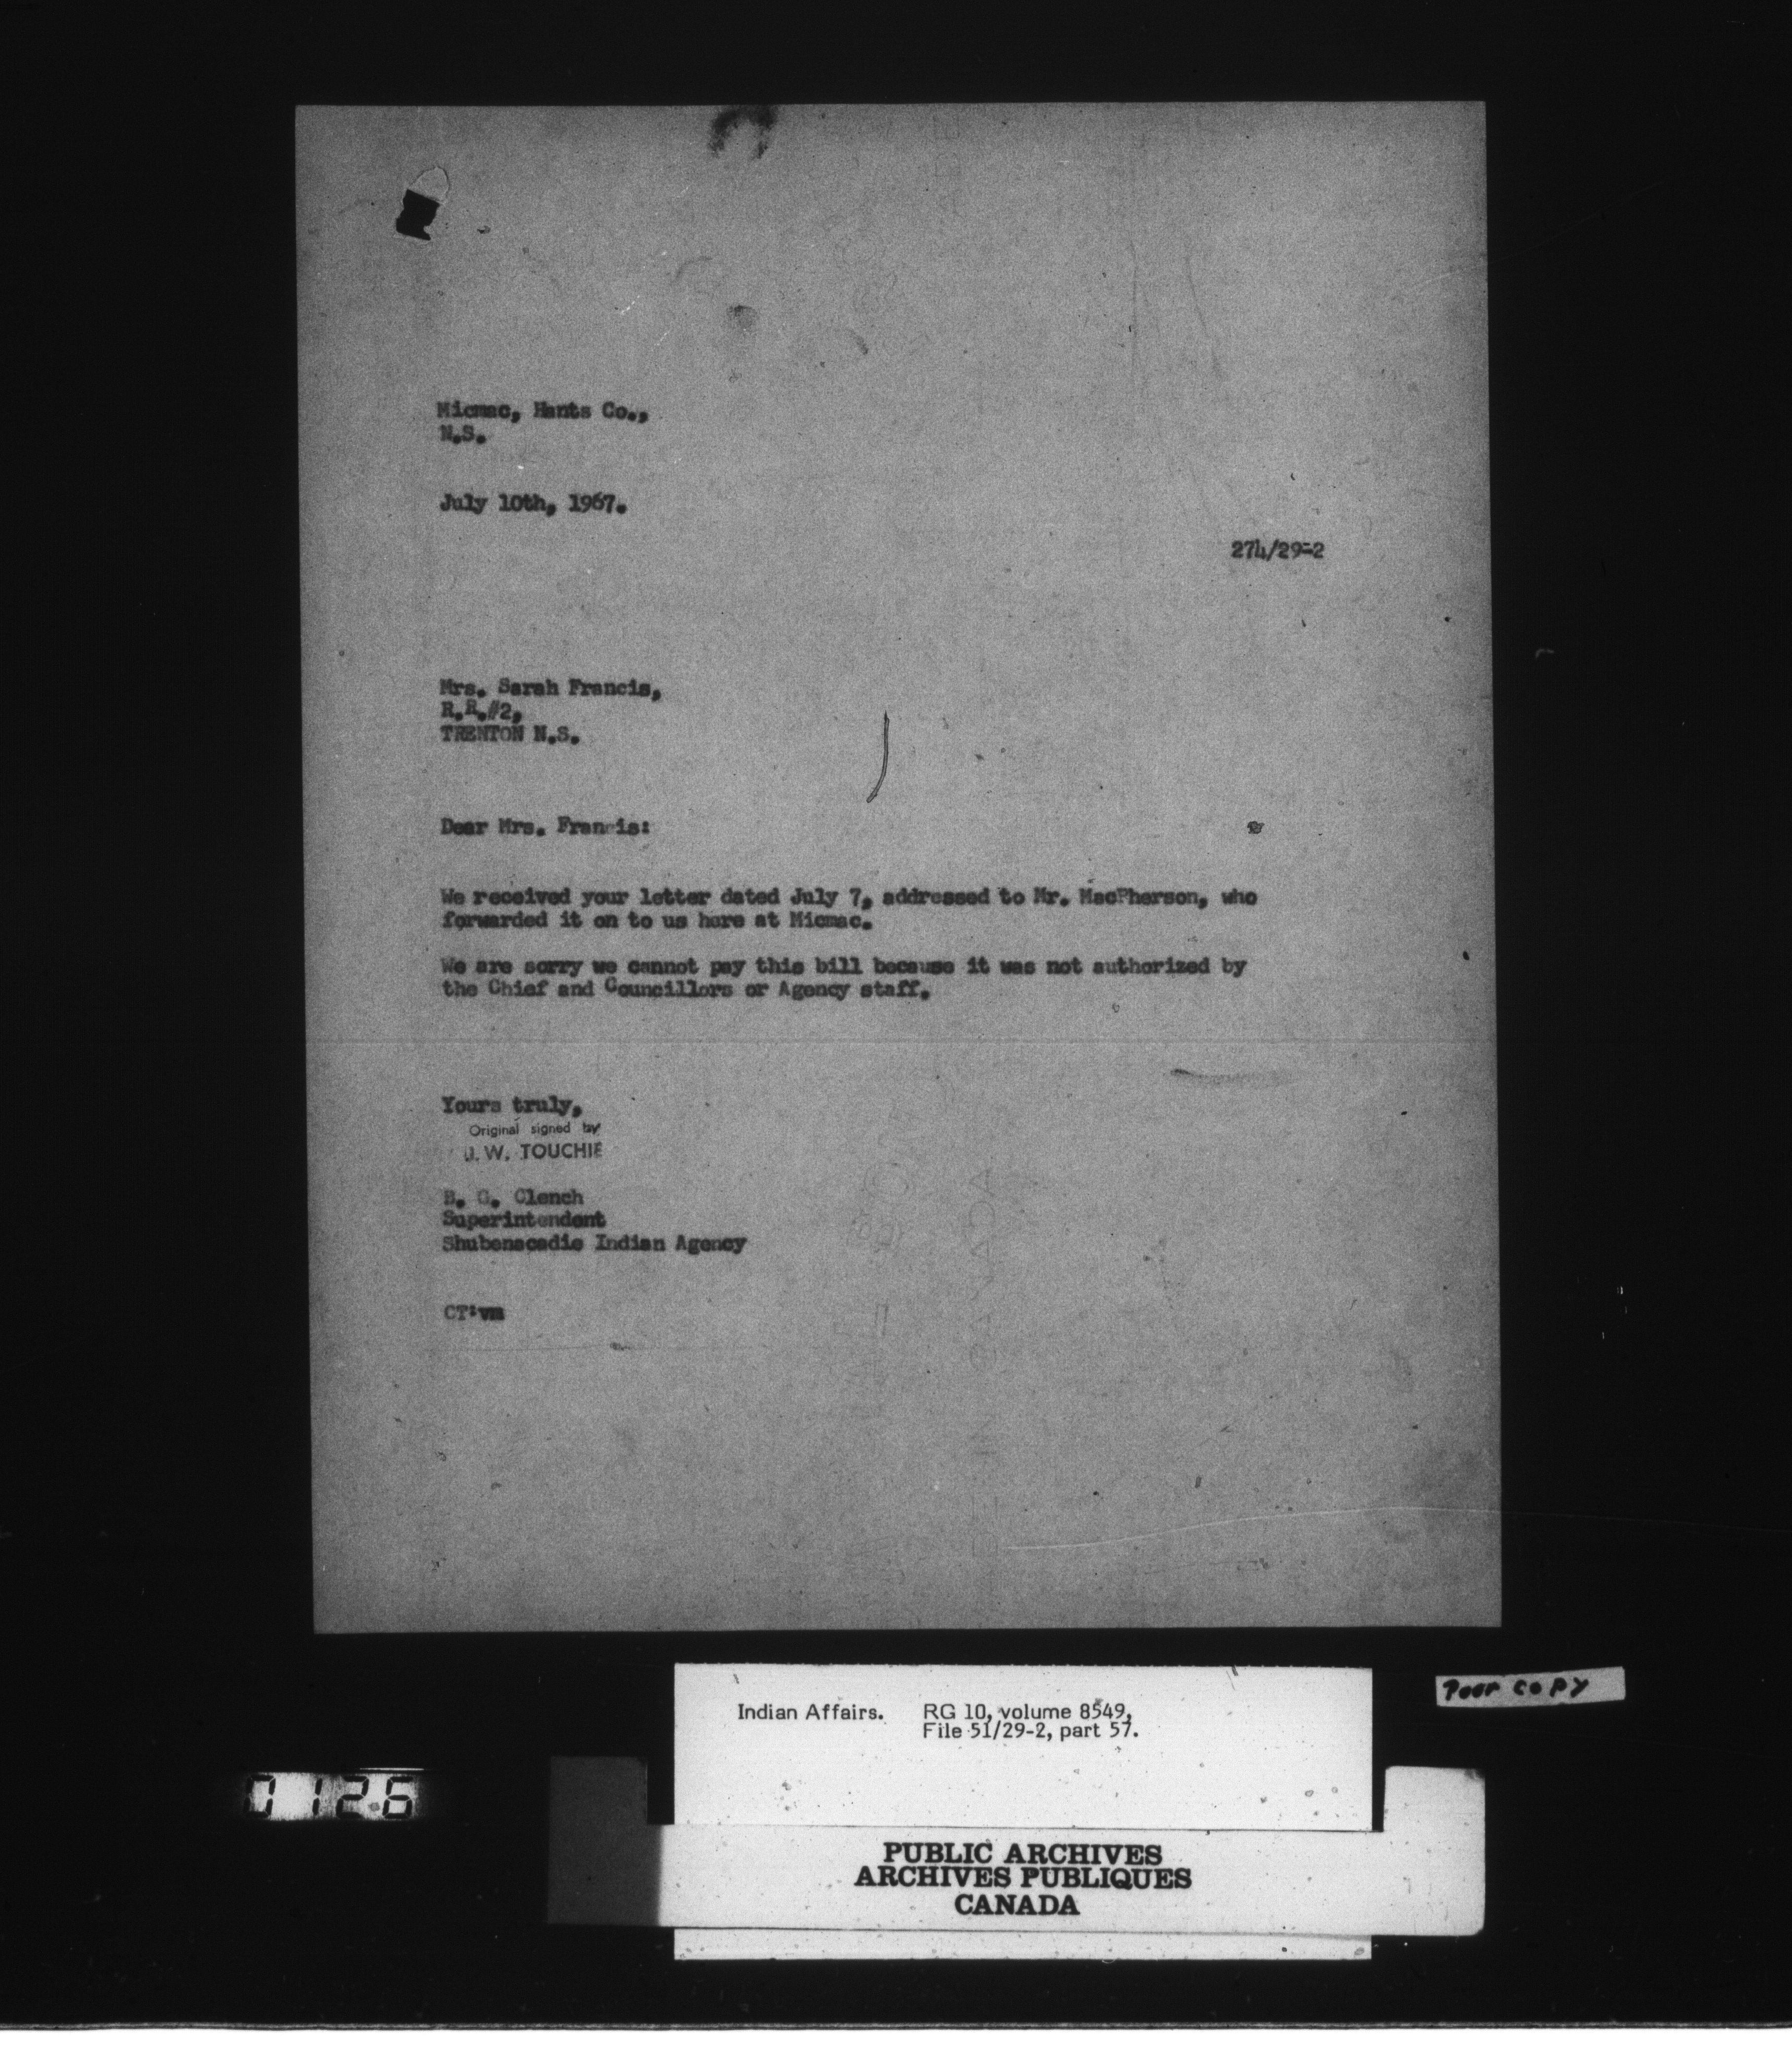 Micmac, Hants Co.,
N.S.
July 10th, 1967.
274/29-2
Mrs. Sarah Francis,
R.R.#2,
TRENTON N.S.
Dear Mrs. Francis:
We received your letter dated July 7, addressed to Mr. MacPherson, who
forwarded it on to us here at Micmac.
We are sorry we cannot pay this bill because it was not authorized by
the Chief and Councillors or Agency staff.
Yours truly,
Original signed by
W. TOUCHIE
B. G. Clench
Superintendent
Shubenacadie Indian Agency
CT:vm
Poor copy
Indian Affairs. RG 10, volume 8549,
File 51/29-2, part 57.
0126
PUBLIC ARCHIVES
ARCHIVES PUBLIQUES
CANADA